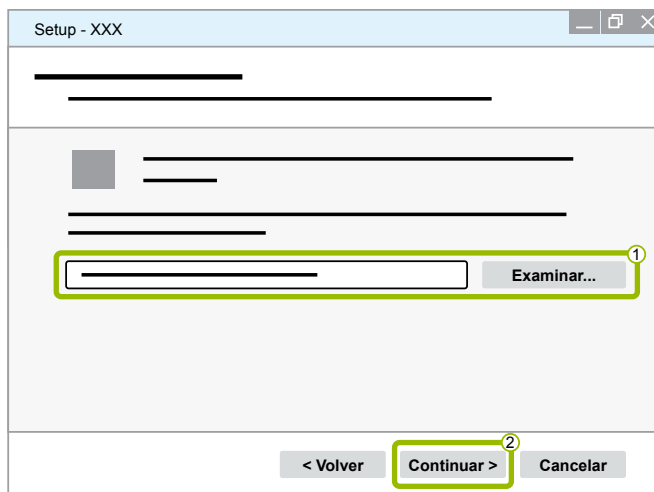 Setup - XXX
1
Examinar...
2
< Volver
Continuar >
Cancelar